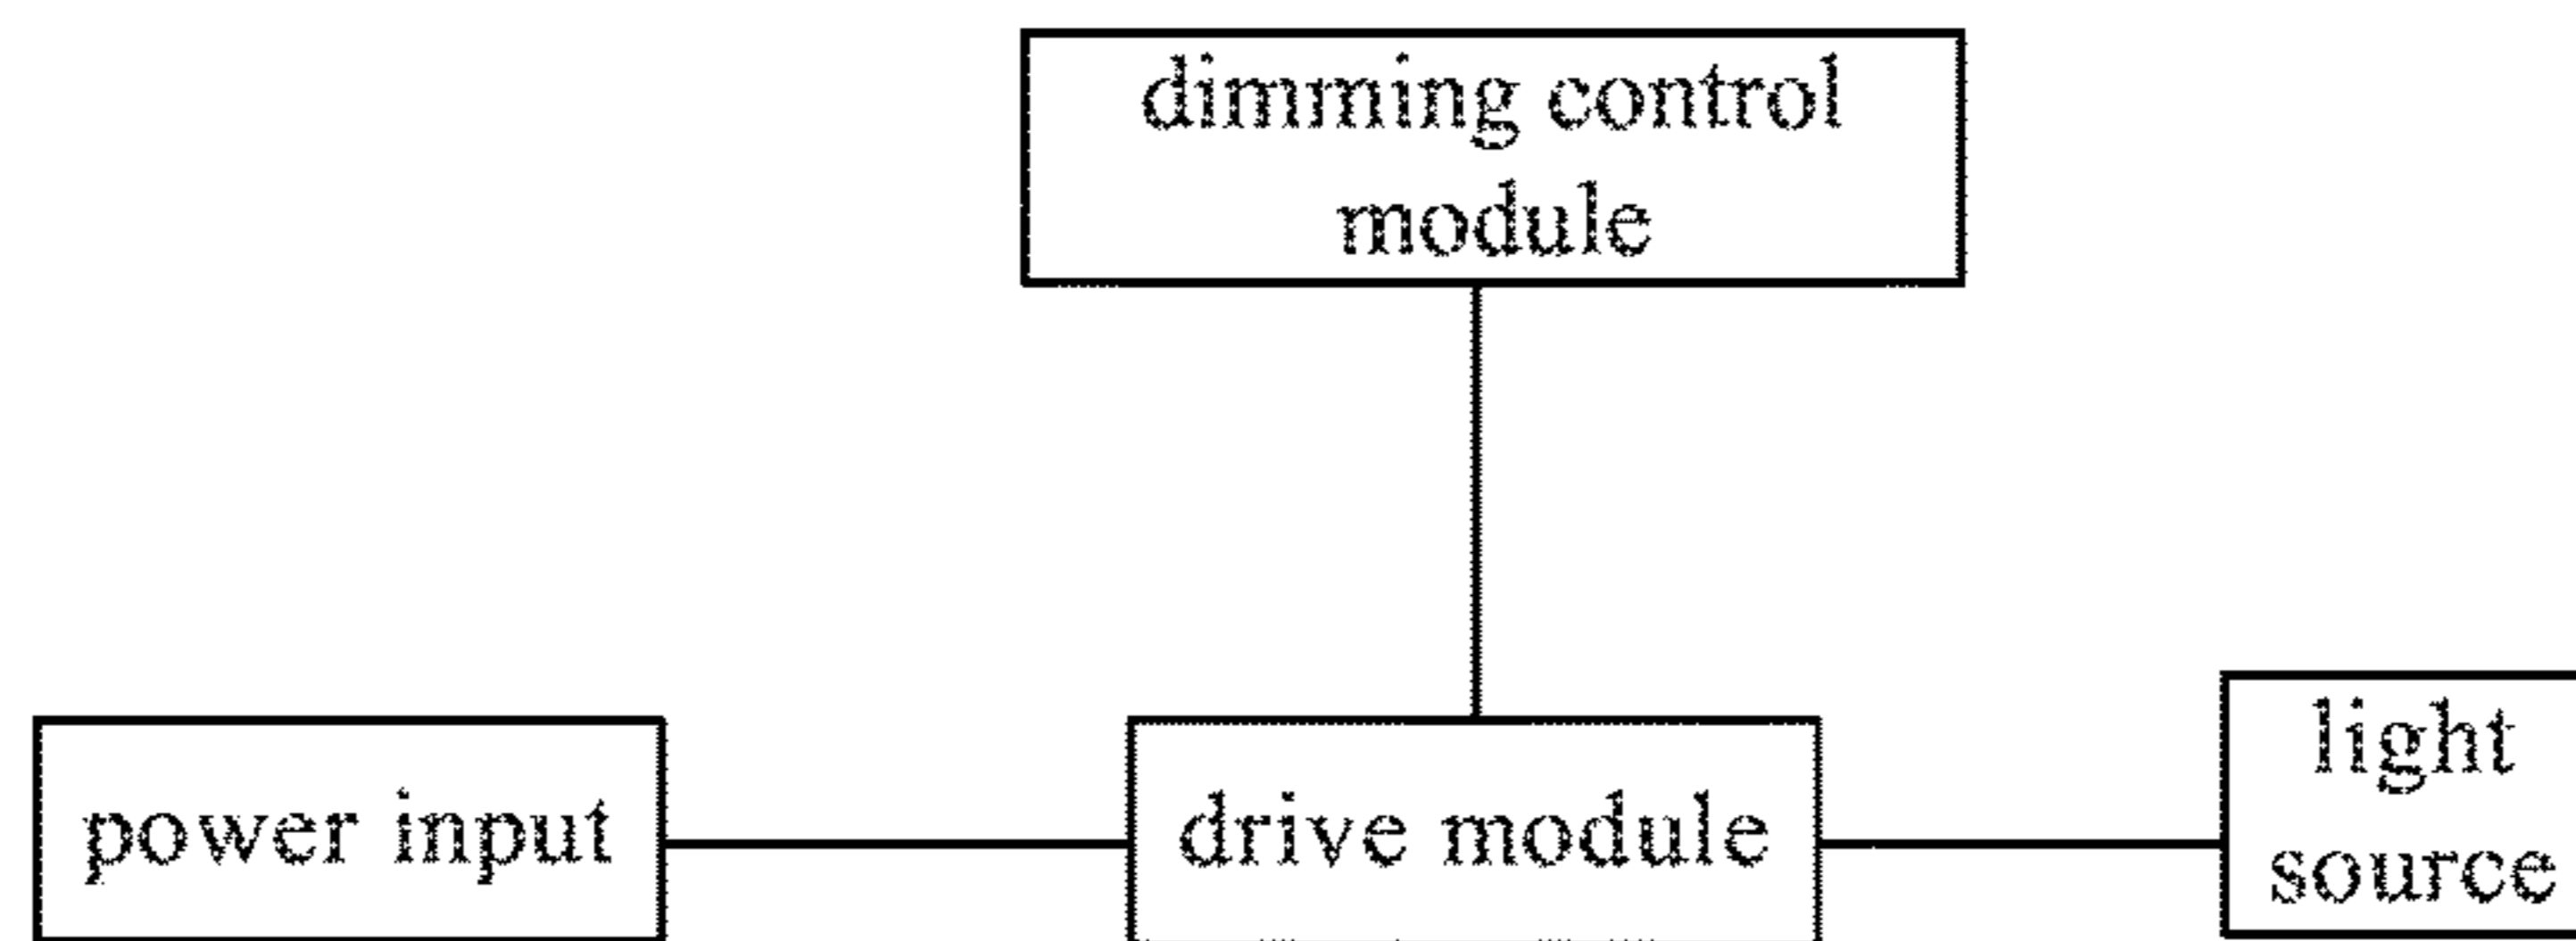 dimming control
module
power input
drive module
light
source